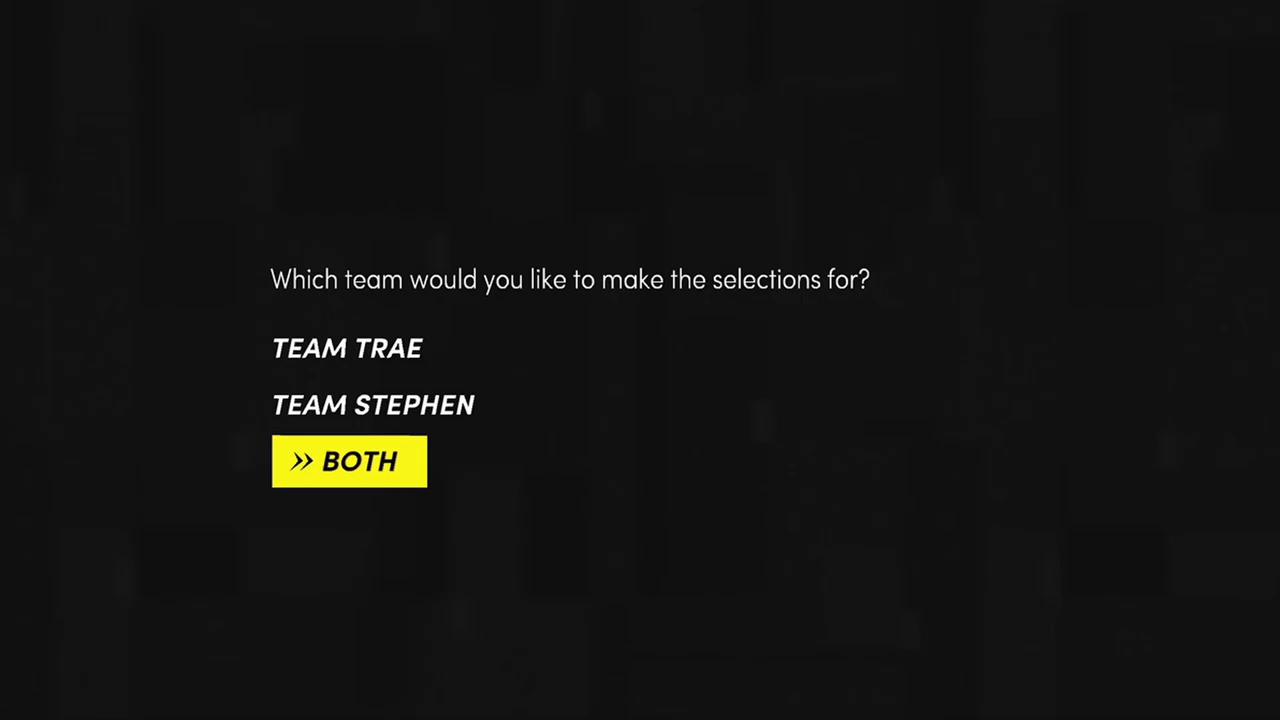 Which team would you like to make the selections for?
TEAM TRAE
TEAM STEPHEN
BOTH